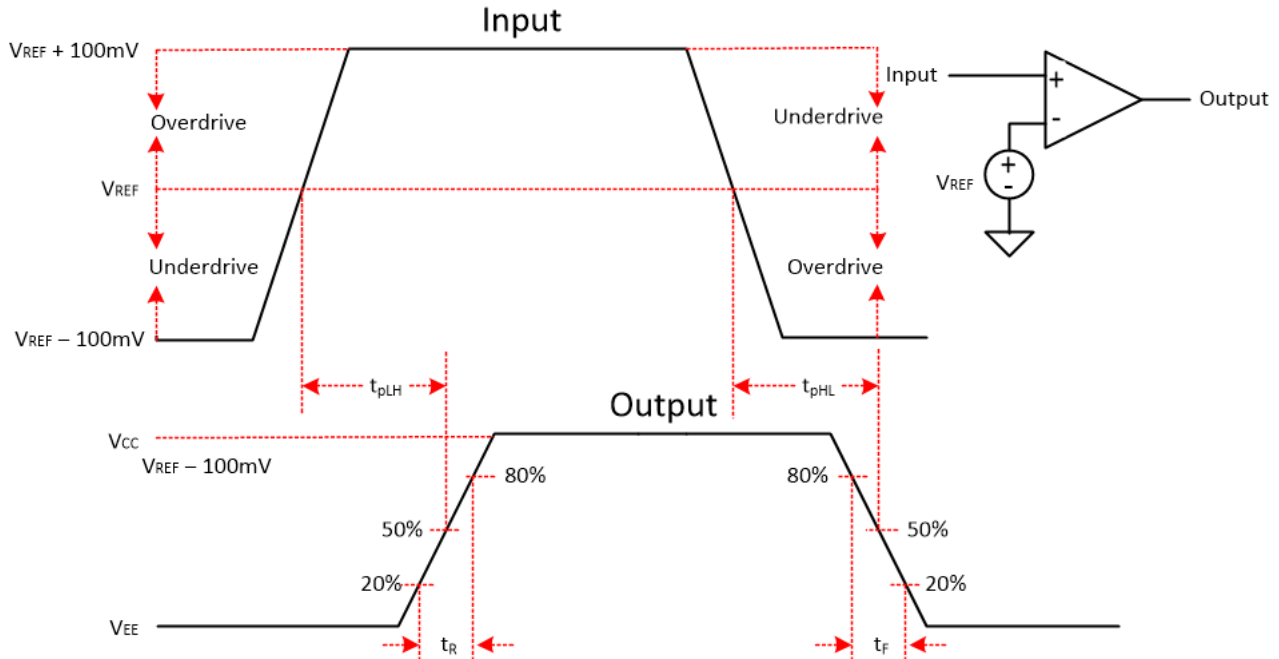 Input
VREF + 100mV
Input
+
-
Output
Overdrive
Underdrive
VREF
+
-
VREF
Underdrive
Overdrive
VREF – 100mV
tpLH
tpHL
Output
VCC
VREF – 100mV
80%
80%
50%
50%
20%
20%
VEE
tR
tF